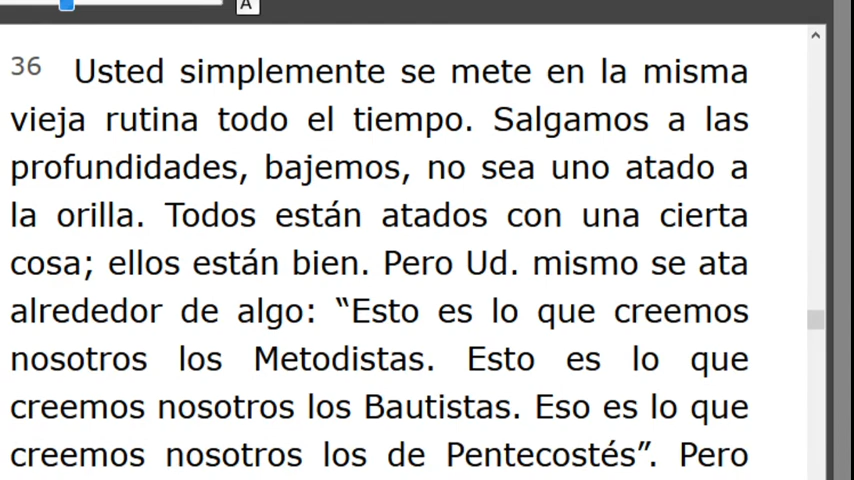 A
36 Usted simplemente se mete en la misma
vieja rutina todo el tiempo. Salgamos a las
profundidades, bajemos, no sea uno atado a
la orilla. Todos están atados con una cierta
cosa; ellos están bien. Pero Ud. mismo se ata
alrededor de algo: “Esto es lo que creemos
nosotros los Metodistas. Esto es lo que
creemos nosotros los Bautistas. Eso es lo que
creemos nosotros los de Pentecostés”. Pero